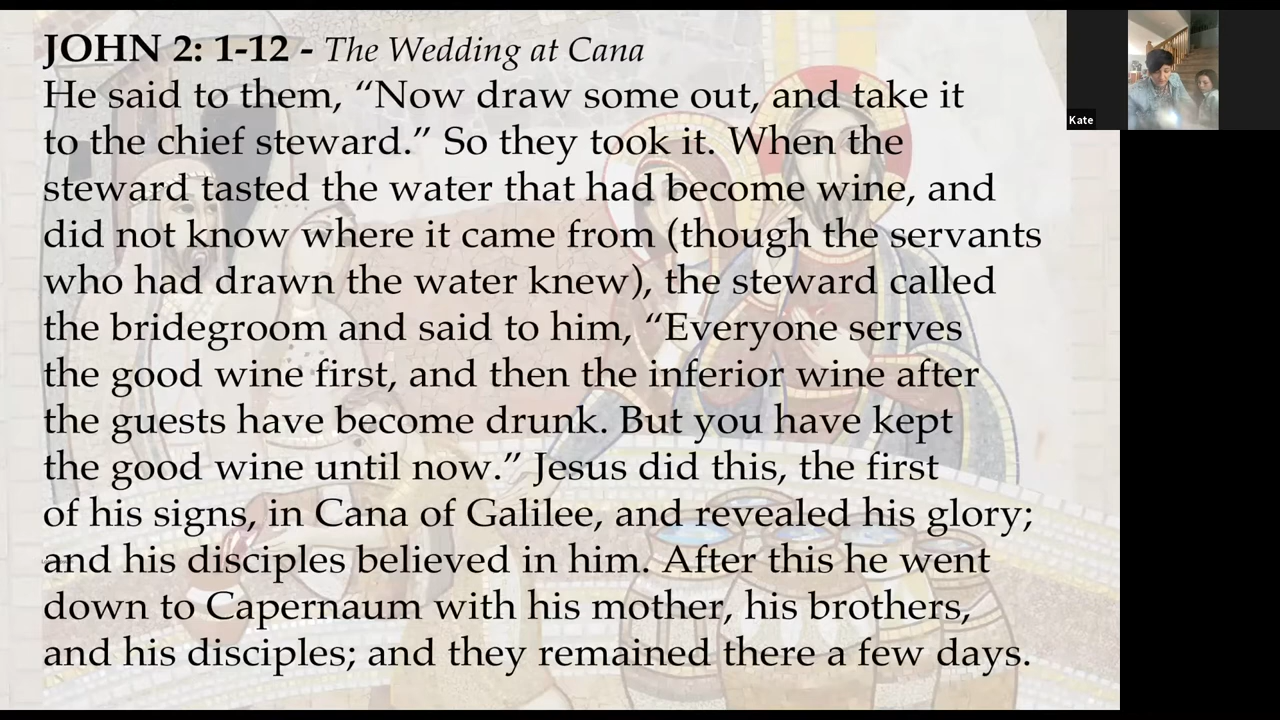 JOHN 2: 1-12 - The Wedding at Cana
He said to them, “Now draw some out, and take it
to the chief steward.” So they took it. When the
steward tasted the water that had become wine, and
did not know where it came from (though the servants
who had drawn the water knew), the steward called
the bridegroom and said to him, “Everyone serves
the good wine first, and then the inferior wine after
the guests have become drunk. But you have kept
the good wine until now.” Jesus did this, the first
of his signs, in Cana of Galilee, and revealed his glory;
and his disciples believed in him. After this he went
down to Capernaum with his mother, his brothers,
and his disciples; and they remained there a few days.
Kate